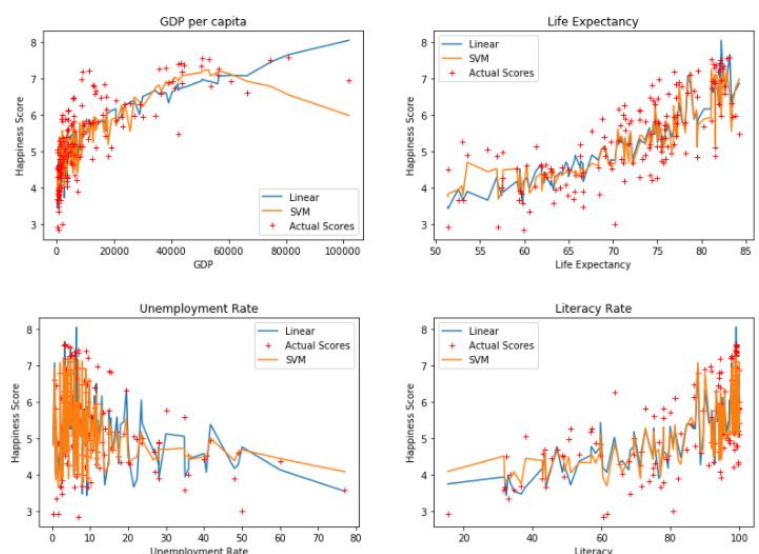 GDP per capita
Happiness Score
8
7
6
5
4
3
Linear
SVM
Actual Scores
0 20000 40000 60000 80000 100000
GDP
Life Expectancy
Happiness Score
8
7
6
5
4
3
Linear
SVM
Actual Scores
50 55 60 65 70 75 80 85
Life Expectancy
Unemployment Rate
Happiness Score
8
7
6
5
4
3
Linear
Actual Scores
SVM
0 10 20 30 40 50 60 70 80
Unemployment Rate
Literacy Rate
Happiness Score
8
7
6
5
4
3
Linear
SVM
Actual Scores
20 40 60 80 100
Literacy